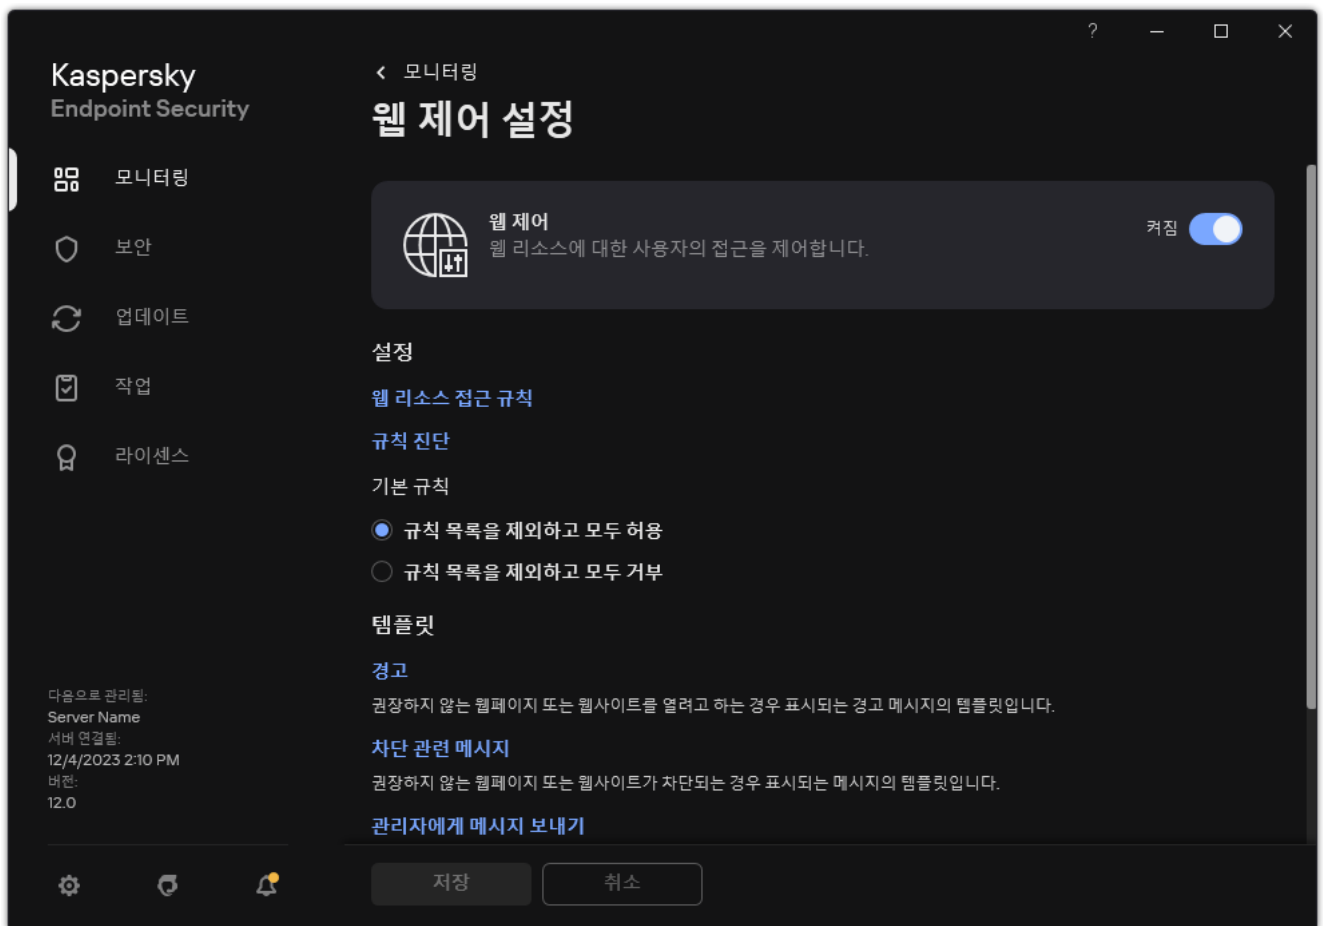 ?
Kaspersky
Endpoint Security
모니터링
보안
업데이트
작업
라이센스
다음으로 관리됨:
Server Name
서버 연결됨:
12/4/2023 2:10 PM
버전:
12.0
모니터링
웹 제어 설정
웹 제어
웹 리소스에 대한 사용자의 접근을 제어합니다.
켜짐
설정
웹 리소스 접근 규칙
규칙 진단
기본 규칙
규칙 목록을 제외하고 모두 허용
규칙 목록을 제외하고 모두 거부
템플릿
경고
권장하지 않는 웹페이지 또는 웹사이트를 열려고 하는 경우 표시되는 경고 메시지의 템플릿입니다.
차단 관련 메시지
권장하지 않는 웹페이지 또는 웹사이트가 차단되는 경우 표시되는 메시지의 템플릿입니다.
관리자에게 메시지 보내기
저장
취소